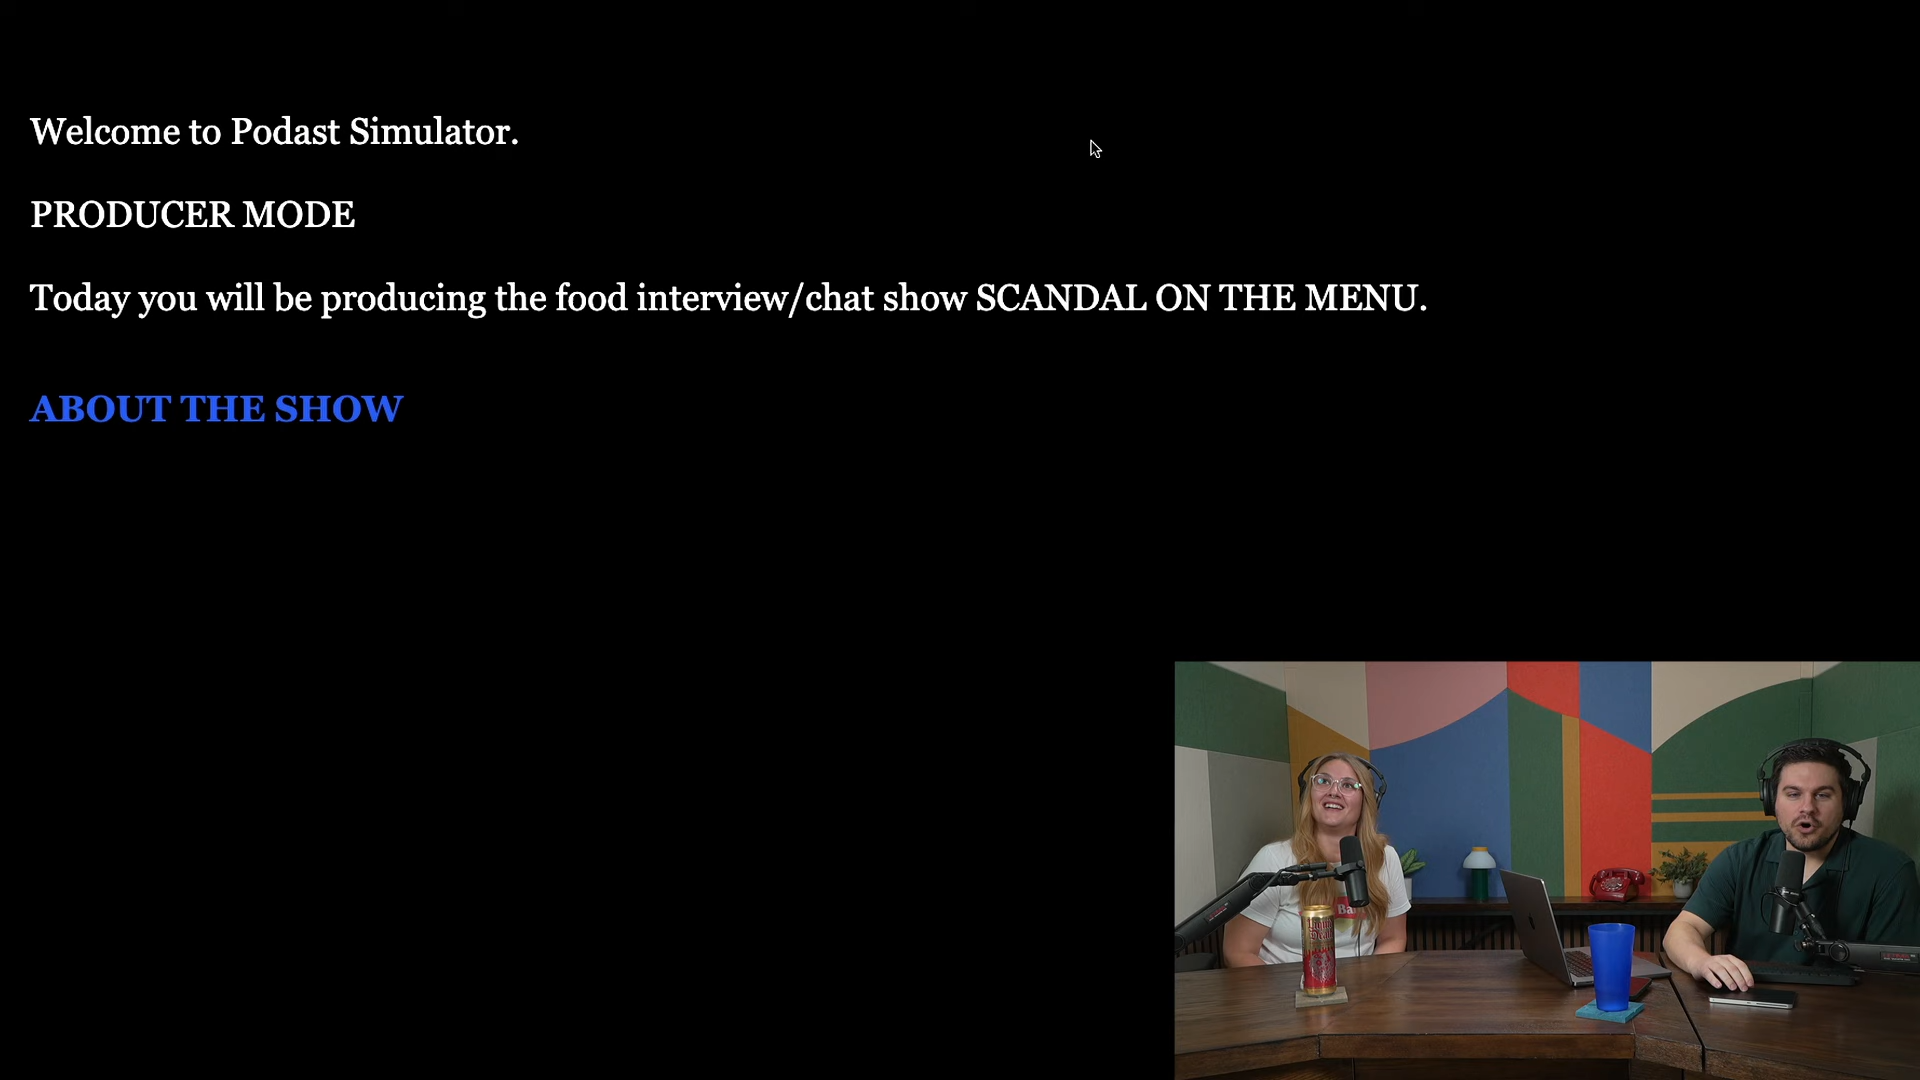 Welcome to Podast Simulator.
PRODUCER MODE
Today you will be producing the food interview/chat show SCANDAL ON THE MENU.
ABOUT THE SHOW